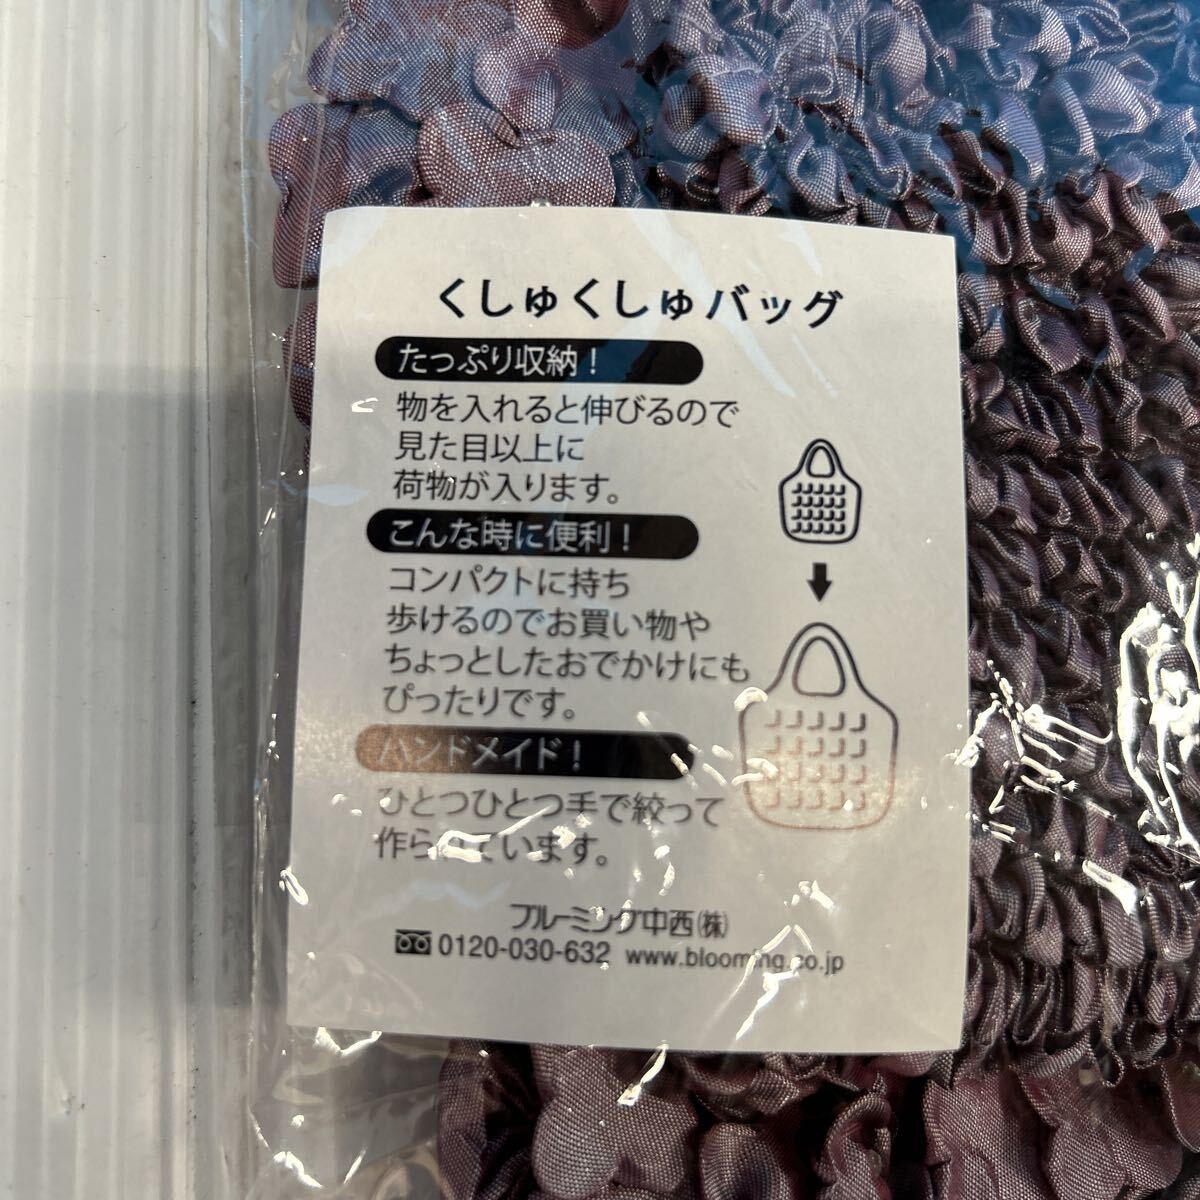 くしゅくしゅバッグ
たっぷり収納！
物を入れると伸びるので
見た目以上に
荷物が入ります。
こんな時に便利！
コンパクトに持ち
歩けるのでお買い物や
ちょっとしたおでかけにも
ぴったりです。
ハンドメイド！
ひとつひとつ手で絞って
作られています。
ブルーミング中西㈱
0120-030-632 www.blooming.co.jp